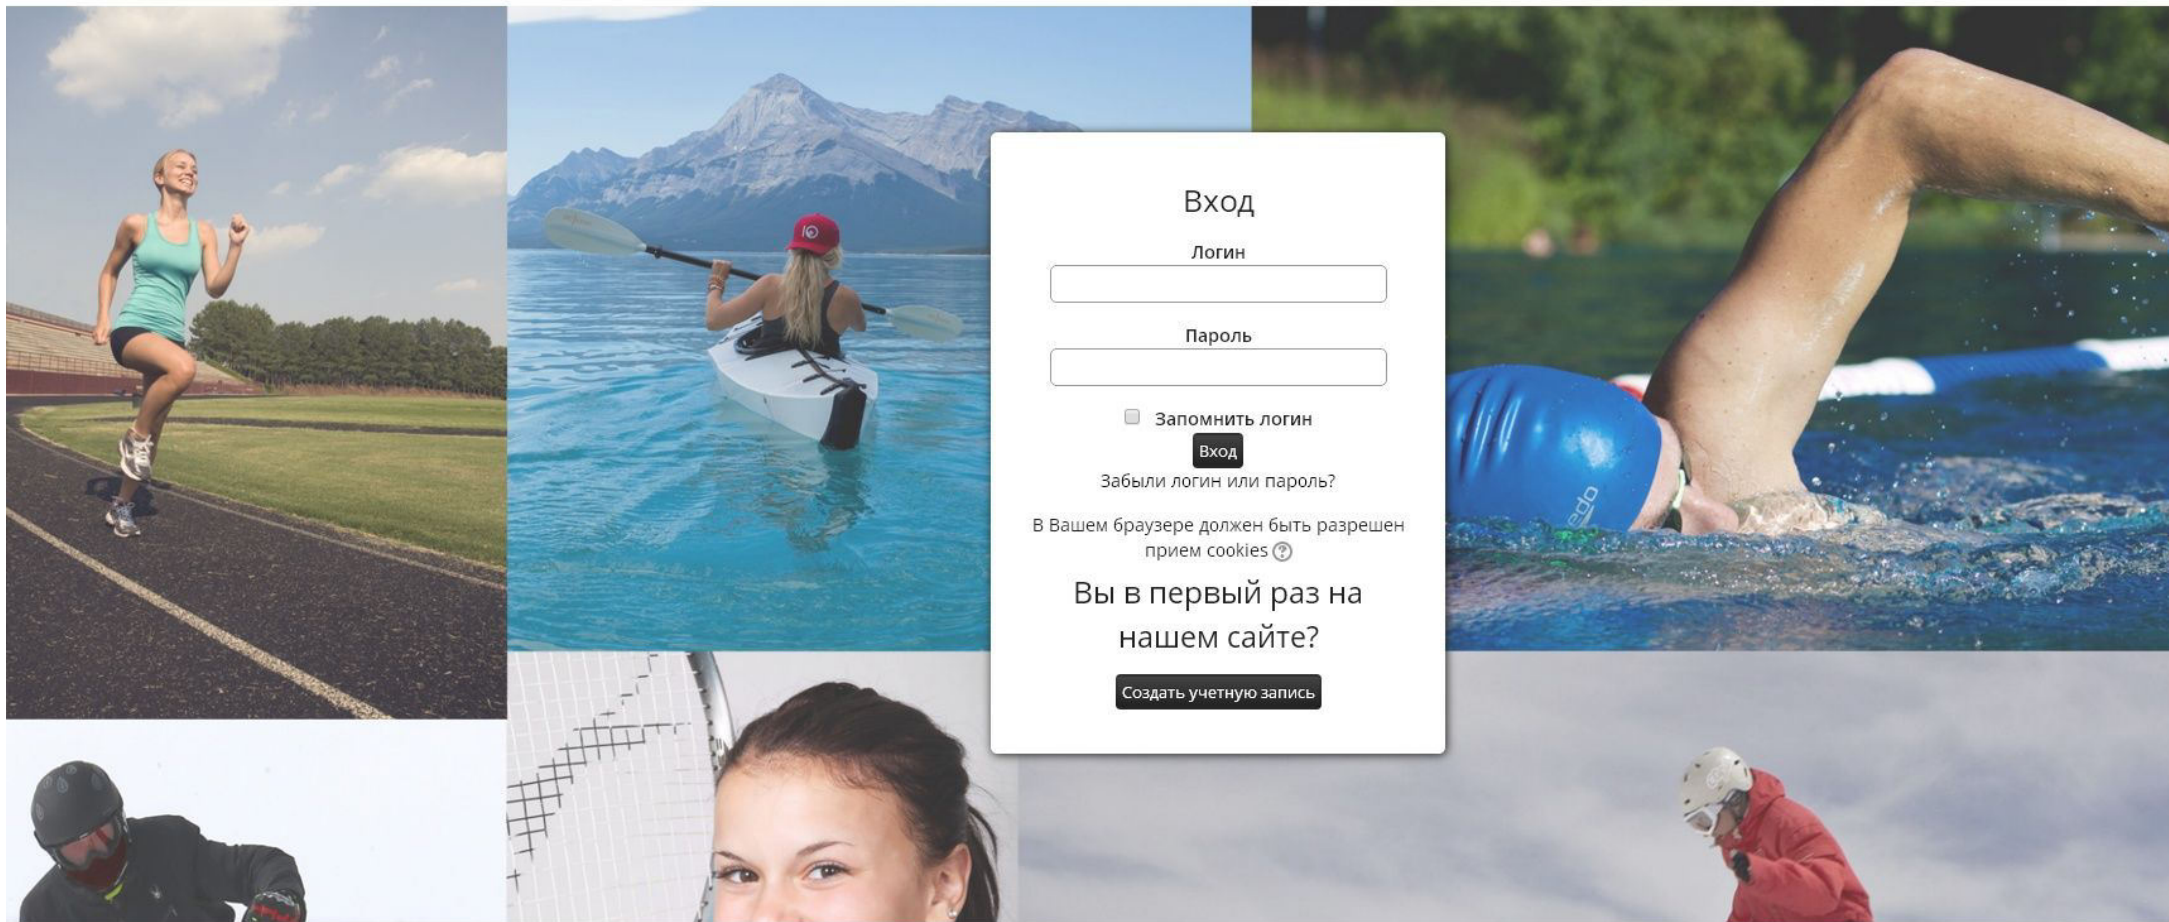 Вход
Логин
Пароль
Запомнить логин
Вход
Забыли логин или пароль?
В Вашем браузере должен быть разрешен
прием cookies
Вы в первый раз на
нашем сайте?
Создать учетную запись
edo